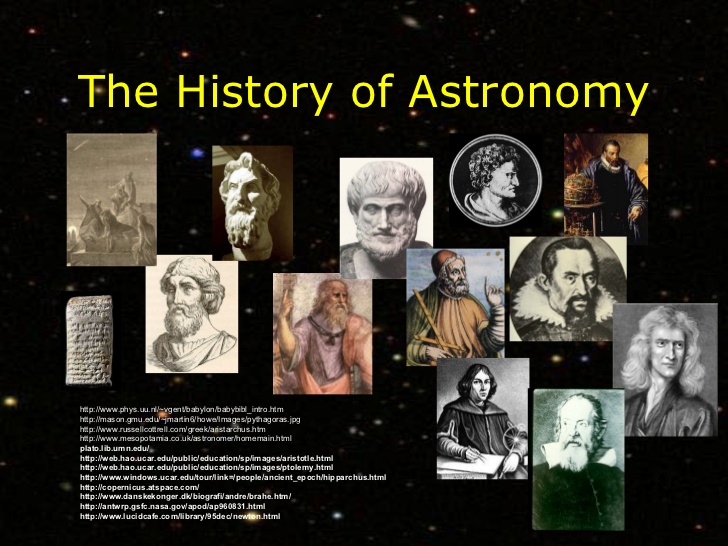 The History of Astronomy
http://www.phys.uu.nl/~vgent/babylon/babybibl_intro.htm
http://mason.gmu.edu/~jmartin6/howe/Images/pythagoras.jpg
http://www.russellcottrell.com/greek/aristarchus.htm
http://www.mesopotamia.co.uk/astronomer/homemain.html
plato.lib.umn.edu/
http://web.hao.ucar.edu/public/education/sp/images/aristotle.html
http://web.hao.ucar.edu/public/education/sp/images/ptolemy.html
http://www.windows.ucar.edu/tour/link=/people/ancient_epoch/hipparchus.html
http://copernicus.atspace.com/
http://www.danskekonger.dk/biografi/andre/brahe.htm/
http://antwrp.gsfc.nasa.gov/apod/ap960831.html
http://www.lucidcafe.com/library/95dec/newton.html